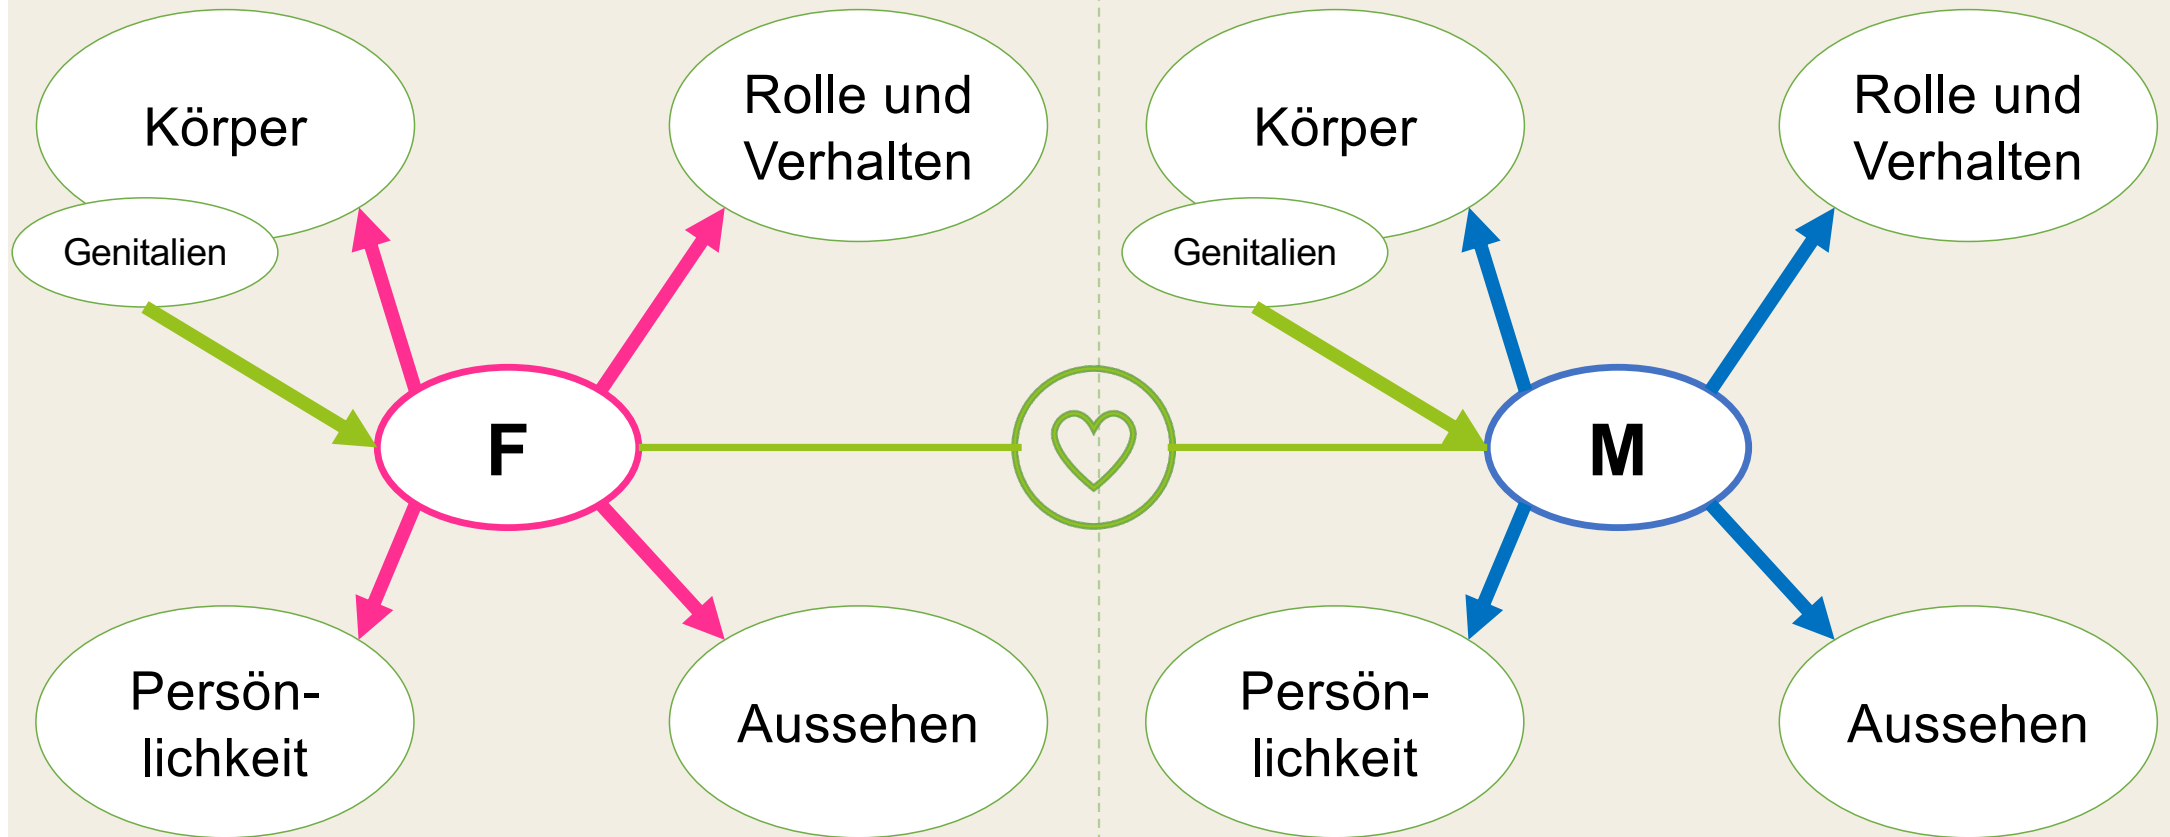 Körper
Rolle und
Verhalten
Genitalien
F
Persön-
lichkeit
Aussehen
Körper
Rolle und
Verhalten
Genitalien
M
Persön-
lichkeit
Aussehen